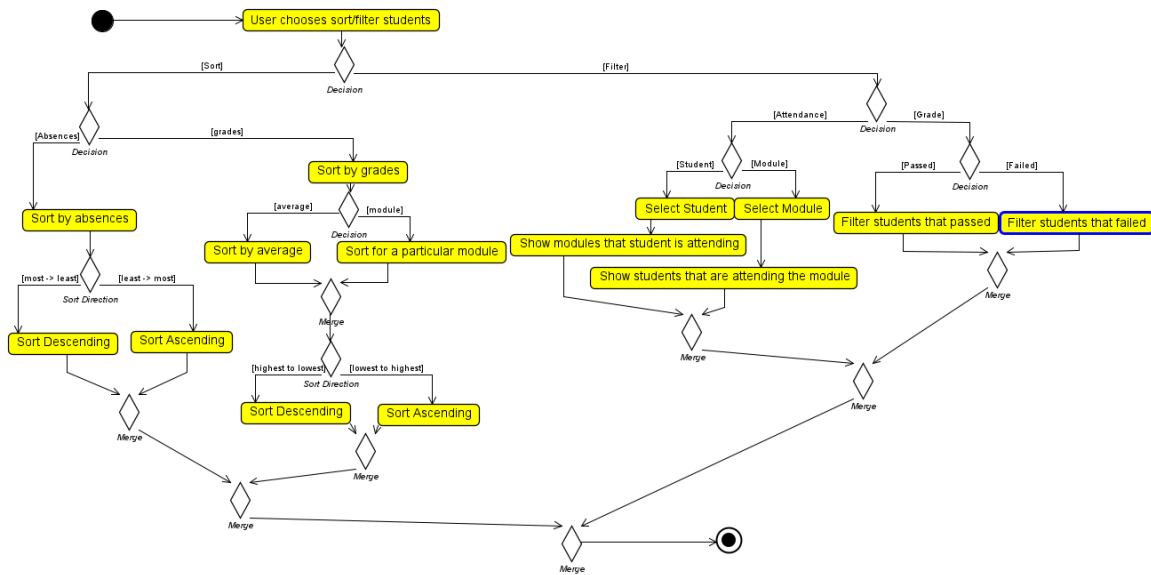 User chooses sort/filter students
[Sort]
[Filter]
Decision
[Absences]
[grades]
Decision
[Attendance]
[Grade]
Decision
Sort by grades
[Student]
[Module]
Decision
[Passed]
[Failed]
Decision
Sort by absences
[average]
[module]
Decision
Select Student
Select Module
Filter students that passed
Filter students that failed
Sort by average
Sort for a particular module
Show modules that student is attending
Show students that are attending the module
[most -> least]
[least -> most]
Sort Direction
Merge
Merge
Sort Descending
Sort Ascending
Merge
[highest to lowest]
[lowest to highest]
Sort Direction
Merge
Sort Descending
Sort Ascending
Merge
Merge
Merge
Merge